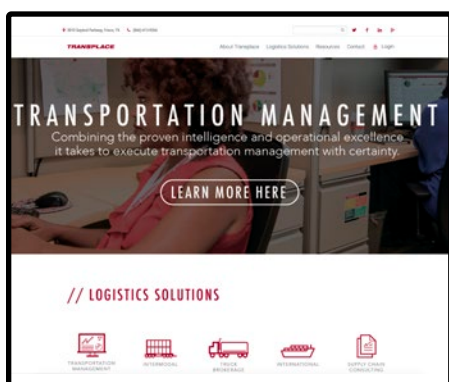 TRANSPLACE
About Transplace Logistics Solutions Resources Contact Login
TRANSPORTATION MANAGEMENT
Combining the proven intelligence and operational excellence
it takes to execute transportation management with certainty.
LEARN MORE HERE
// LOGISTICS SOLUTIONS
TRANSPORTATION
MANAGEMENT
INTERMODAL
TRUCK
BROKERAGE
INTERNATIONAL
SUPPLY CHAIN
CONSULTING